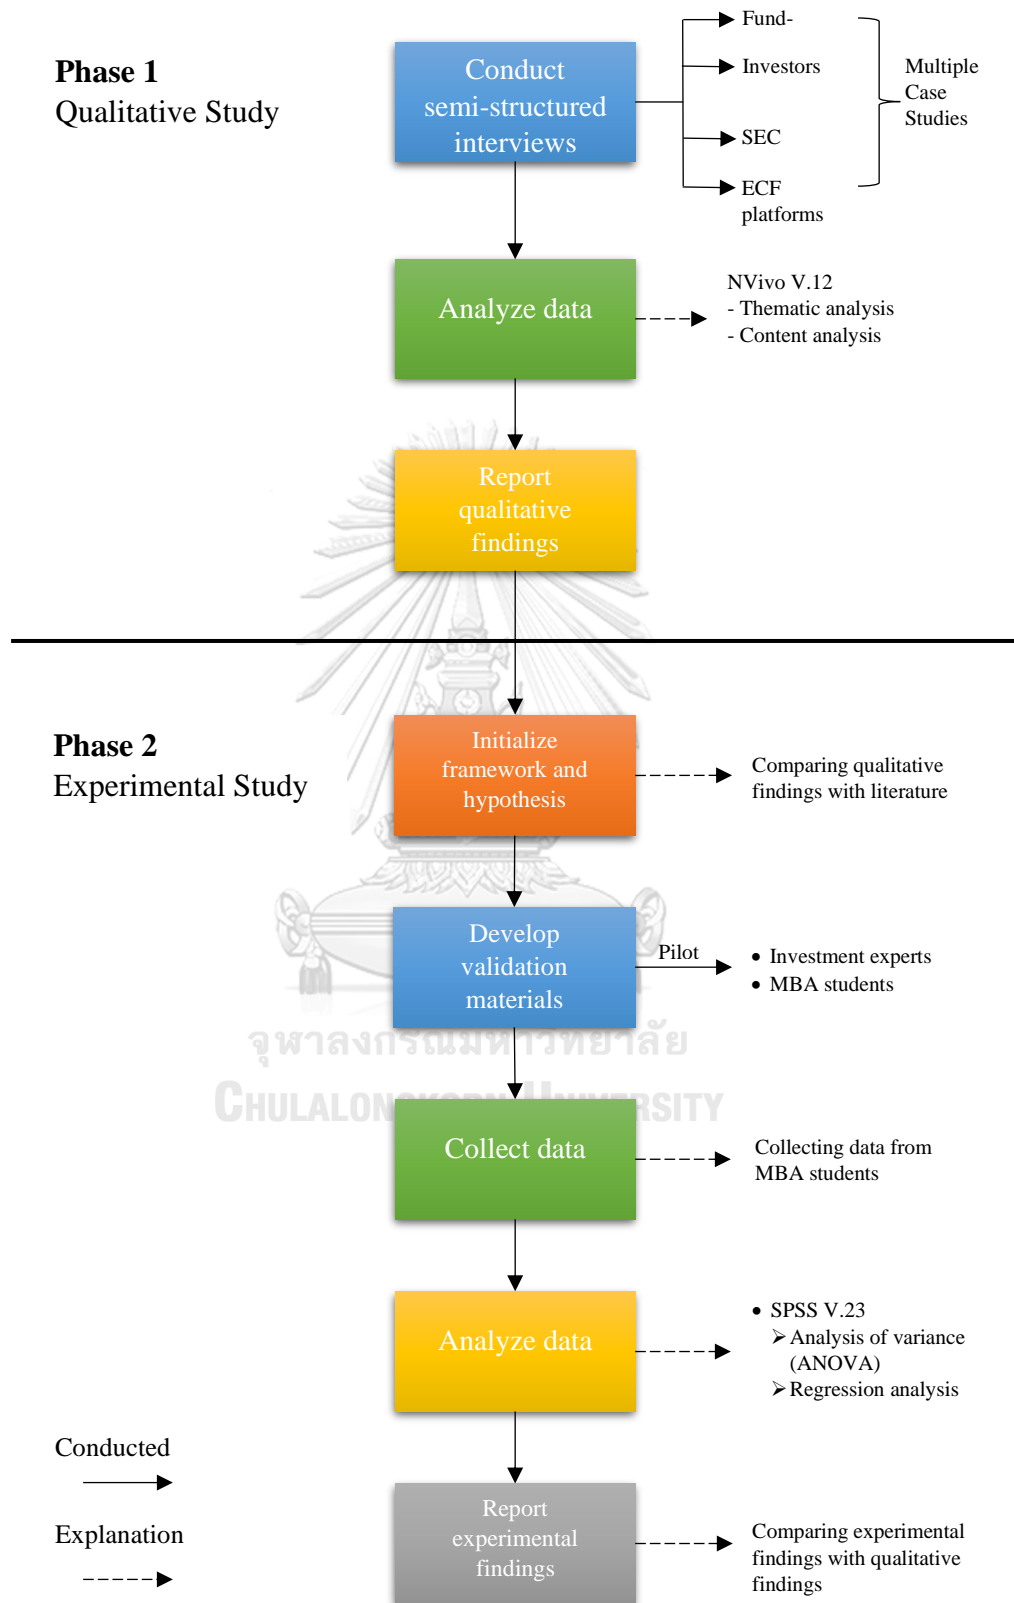 Phase 1
Qualitative Study
Conduct
semi-structured
interviews
Fund-
Investors
SEC
ECF
platforms
Multiple
Case
Studies
Analyze data
NVivo V.12
- Thematic analysis
- Content analysis
Report
qualitative
findings
Phase 2
Experimental Study
Initialize
framework and
hypothesis
Comparing qualitative
findings with literature
Develop
validation
materials
Pilot
• Investment experts
• MBA students
จุฬาลงกรณ์มหาวิทยาลัย
CHULALONGKORN UNIVERSITY
Collect data
Collecting data from
MBA students
Analyze data
• SPSS V.23
➢ Analysis of variance
(ANOVA)
➢ Regression analysis
Conducted
Explanation
Report
experimental
findings
Comparing experimental
findings with qualitative
findings